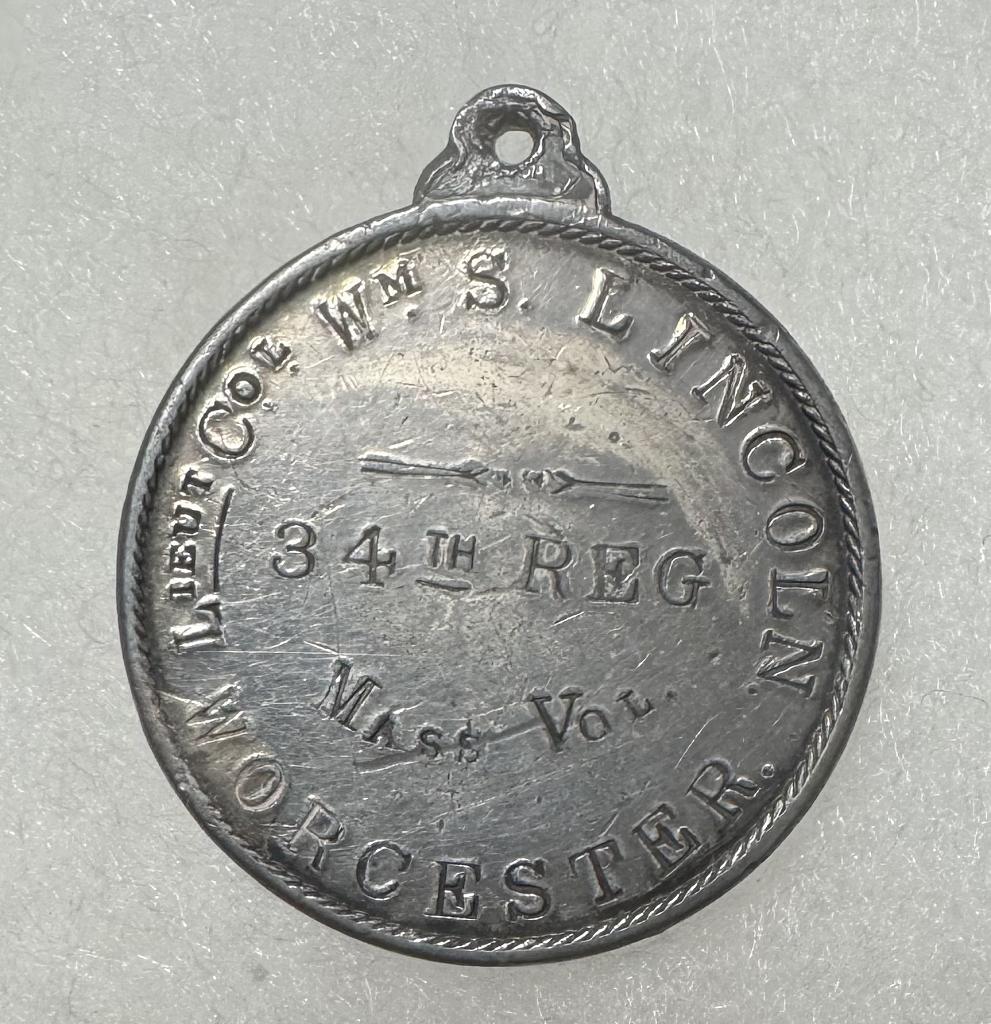 LIEUT COL. WM. S. LINCOLN
34TH REG
MASS VOL.
WORCESTER.